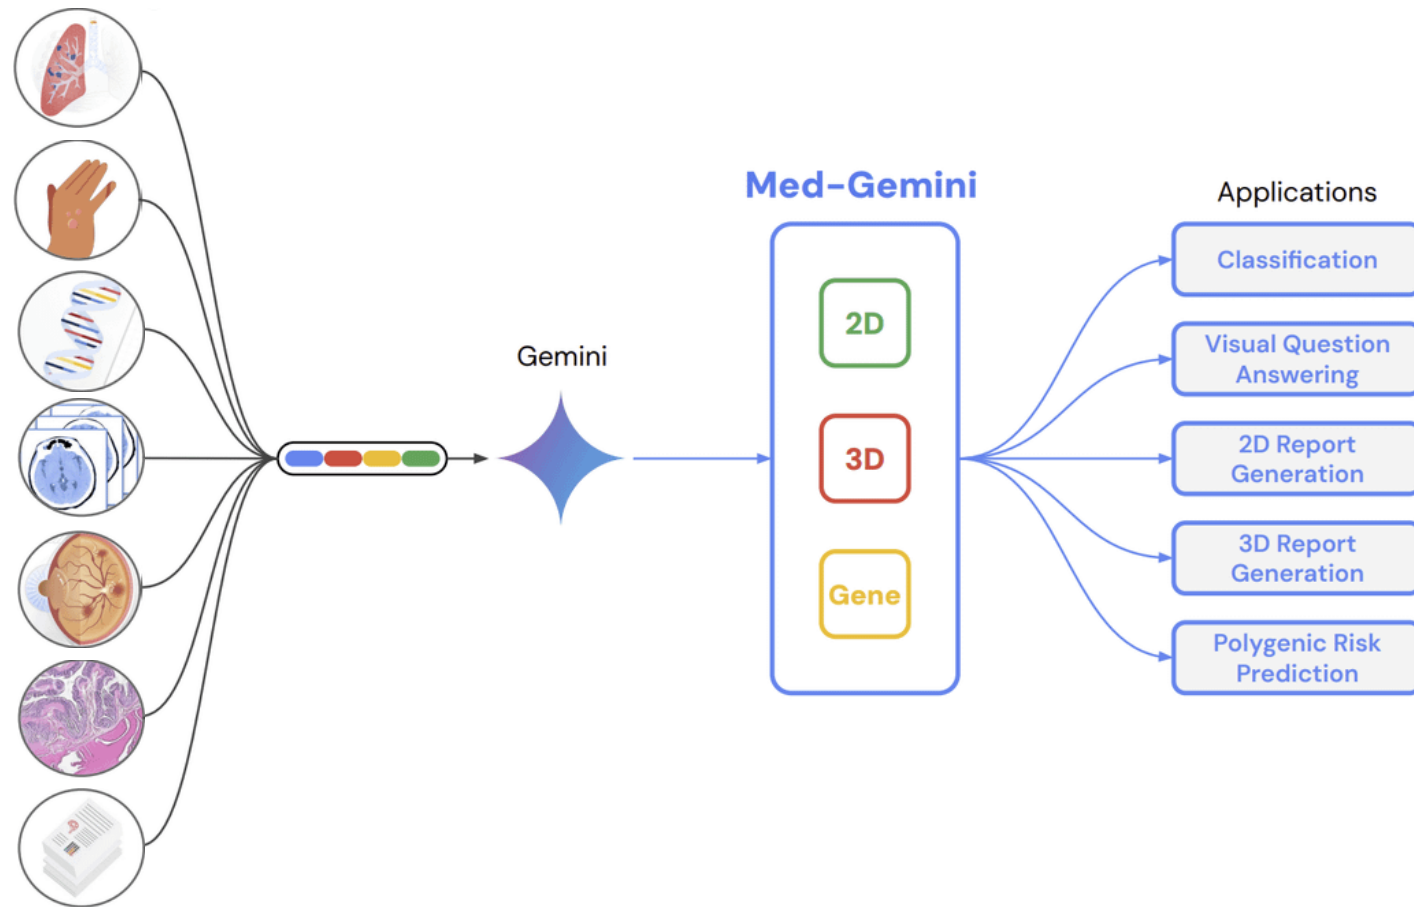 Med-Gemini
Applications
Classification
Visual Question
Answering
Gemini
2D
3D
Gene
2D Report
Generation
3D Report
Generation
Polygenic Risk
Prediction